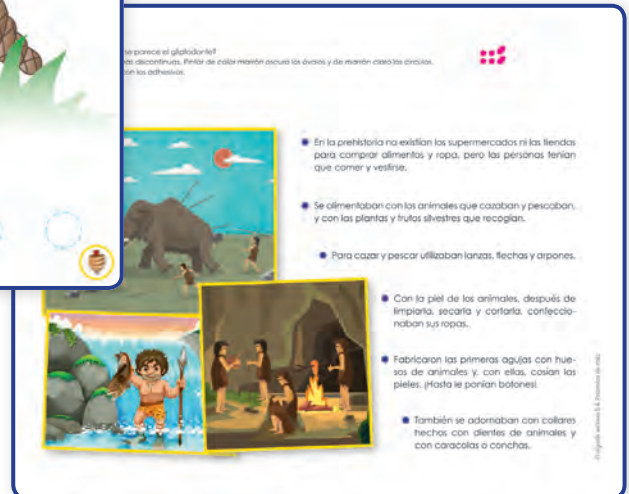 se parece el gliptodonte?
as discontinuas. Pintar de color marrón oscuro los óvalos y de marrón claro los círculos.
con los adhesivos.
En la prehistoria no existían los supermercados ni las tiendas
para comprar alimentos y ropa, pero las personas tenían
que comer y vestirse.
Se alimentaban con los animales que cazaban y pescaban,
y con las plantas y frutos silvestres que recogían.
Para cazar y pescar utilizaban lanzas, flechas y arpones.
Con la piel de los animales, después de
limpiarla, secarla y cortarla, confeccio-
naban sus ropas.
Fabricaron las primeras agujas con hue-
sos de animales y, con ellas, cosían las
pieles. ¡Hasta le ponían botones!
También se adornaban con collares
hechos con dientes de animales y
con caracolas o conchas.